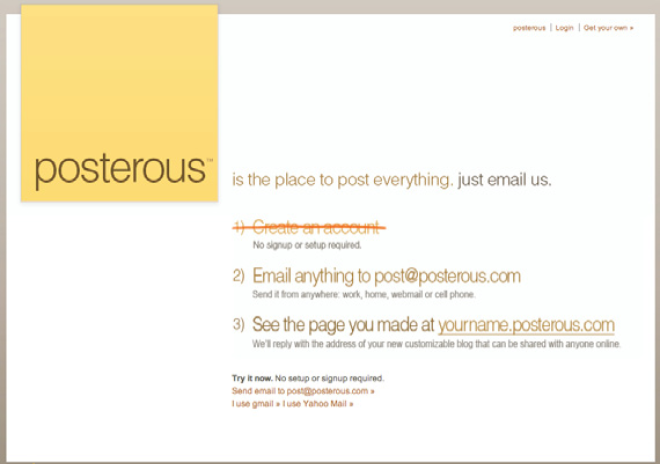 posterous | Login | Get your own »
posterous™
is the place to post everything. just email us.
1) Create an account
No signup or setup required.
2) Email anything to post@posterous.com
Send it from anywhere: work, home, webmail or cell phone.
3) See the page you made at yourname.posterous.com
We'll reply with the address of your new customizable blog that can be shared with anyone online.
Try it now. No setup or signup required.
Send email to post@posterous.com »
I use gmail » I use Yahoo Mail »